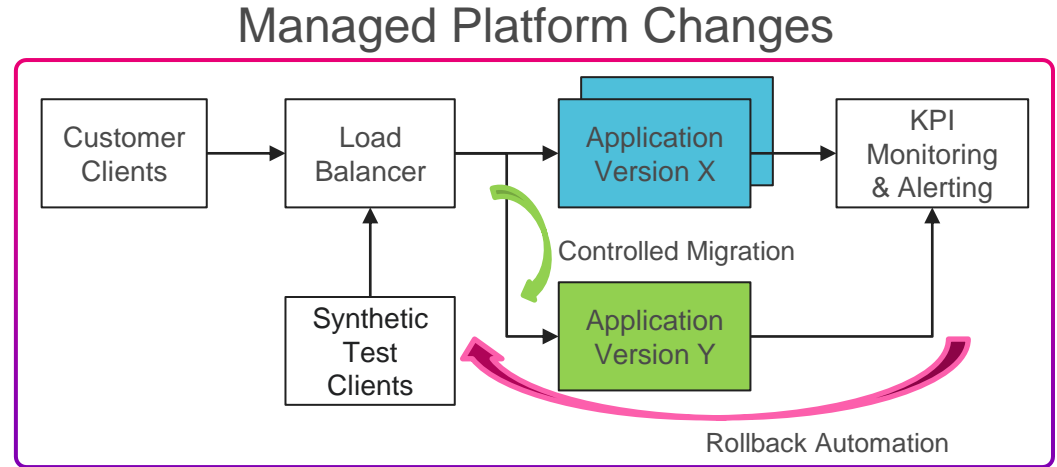 Managed Platform Changes
Customer
Clients
Load
Balancer
Application
Version X
KPI
Monitoring
& Alerting
Controlled Migration
Synthetic
Test
Clients
Application
Version Y
Rollback Automation